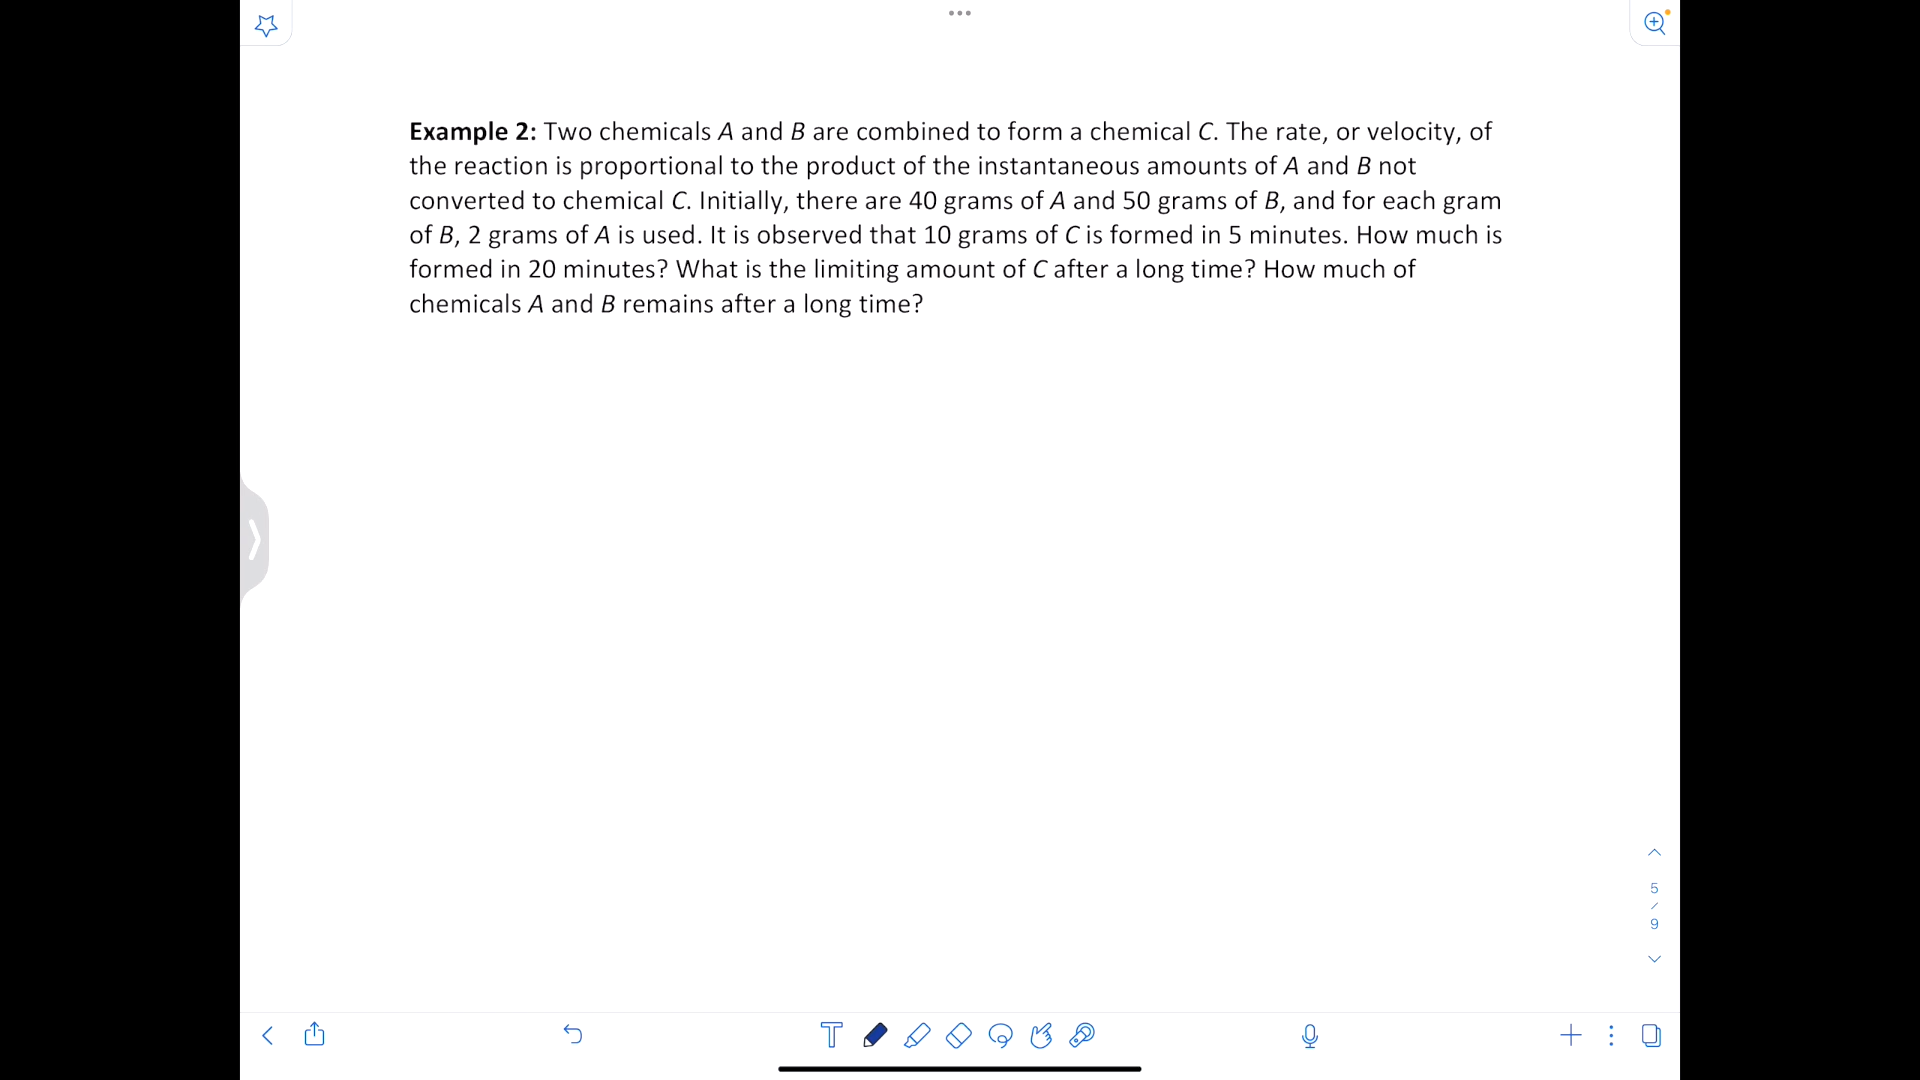 Example 2: Two chemicals A and B are combined to form a chemical C. The rate, or velocity, of
the reaction is proportional to the product of the instantaneous amounts of A and B not
converted to chemical C. Initially, there are 40 grams of A and 50 grams of B, and for each gram
of B, 2 grams of A is used. It is observed that 10 grams of C is formed in 5 minutes. How much is
formed in 20 minutes? What is the limiting amount of C after a long time? How much of
chemicals A and B remains after a long time?
5
/
9